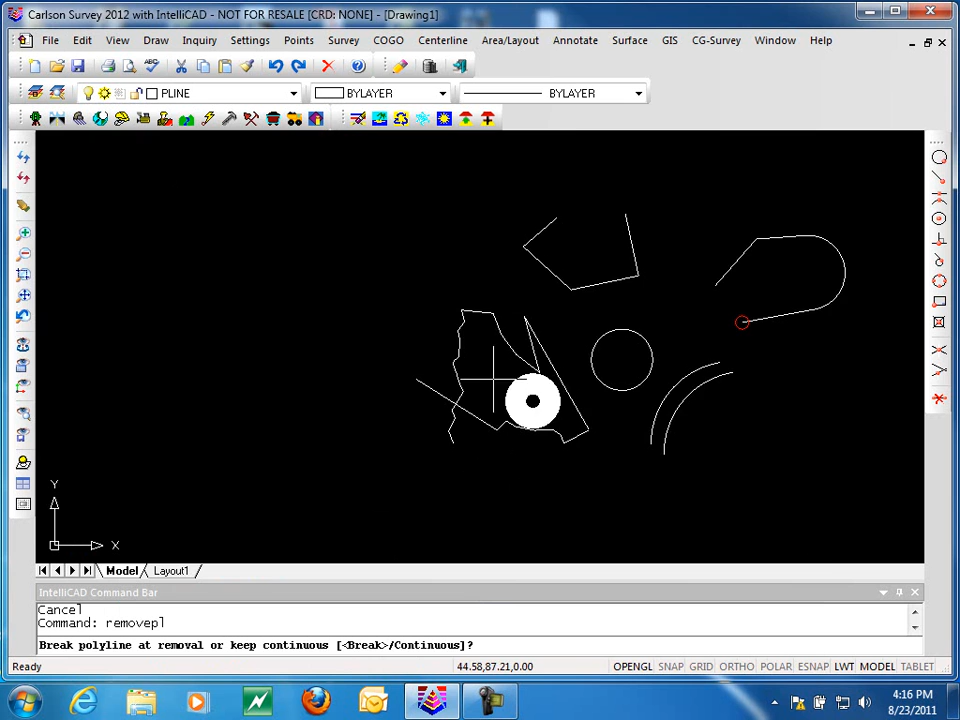 Carlson Survey 2012 with IntelliCAD - NOT FOR RESALE [CRD: NONE] - [Drawing1]
File Edit View Draw Inquiry Settings Points Survey COGO Centerline Area/Layout Annotate Surface GIS CG-Survey Window Help
PLINE BYLAYER BYLAYER
Y
X
Model Layout1
IntelliCAD Command Bar
Cancel
Command: removepl
Break polyline at removal or keep continuous [<Break>/Continuous]?
Ready 44.58,87.21,0.00 OPENGL SNAP GRID ORTHO POLAR ESNAP LWT MODEL TABLET
4:16 PM
8/23/2011